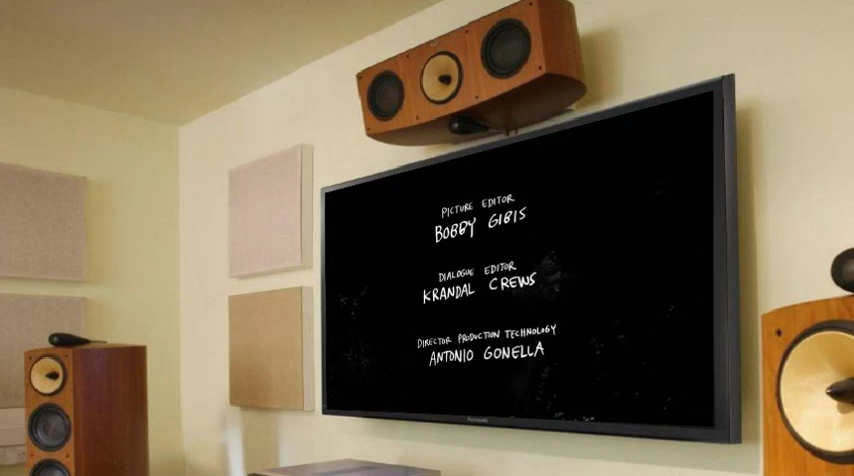 PICTURE EDITOR
BOBBY GIBIS
DIALOGUE EDITOR
KRANDAL CREWS
DIRECTOR PRODUCTION TECHNOLOGY
ANTONIO GONELLA